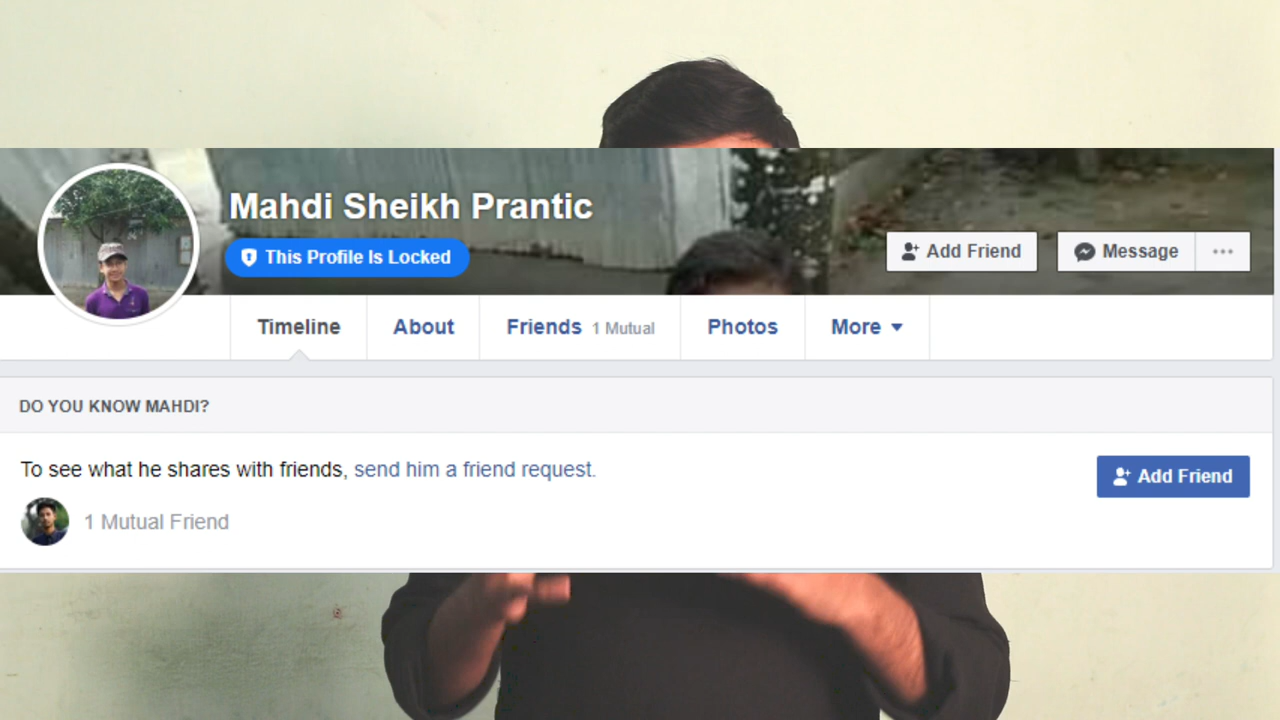 Mahdi Sheikh Prantic
This Profile Is Locked
Add Friend
Message
Timeline
About
Friends 1 Mutual
Photos
More
DO YOU KNOW MAHDI?
To see what he shares with friends, send him a friend request.
Add Friend
1 Mutual Friend